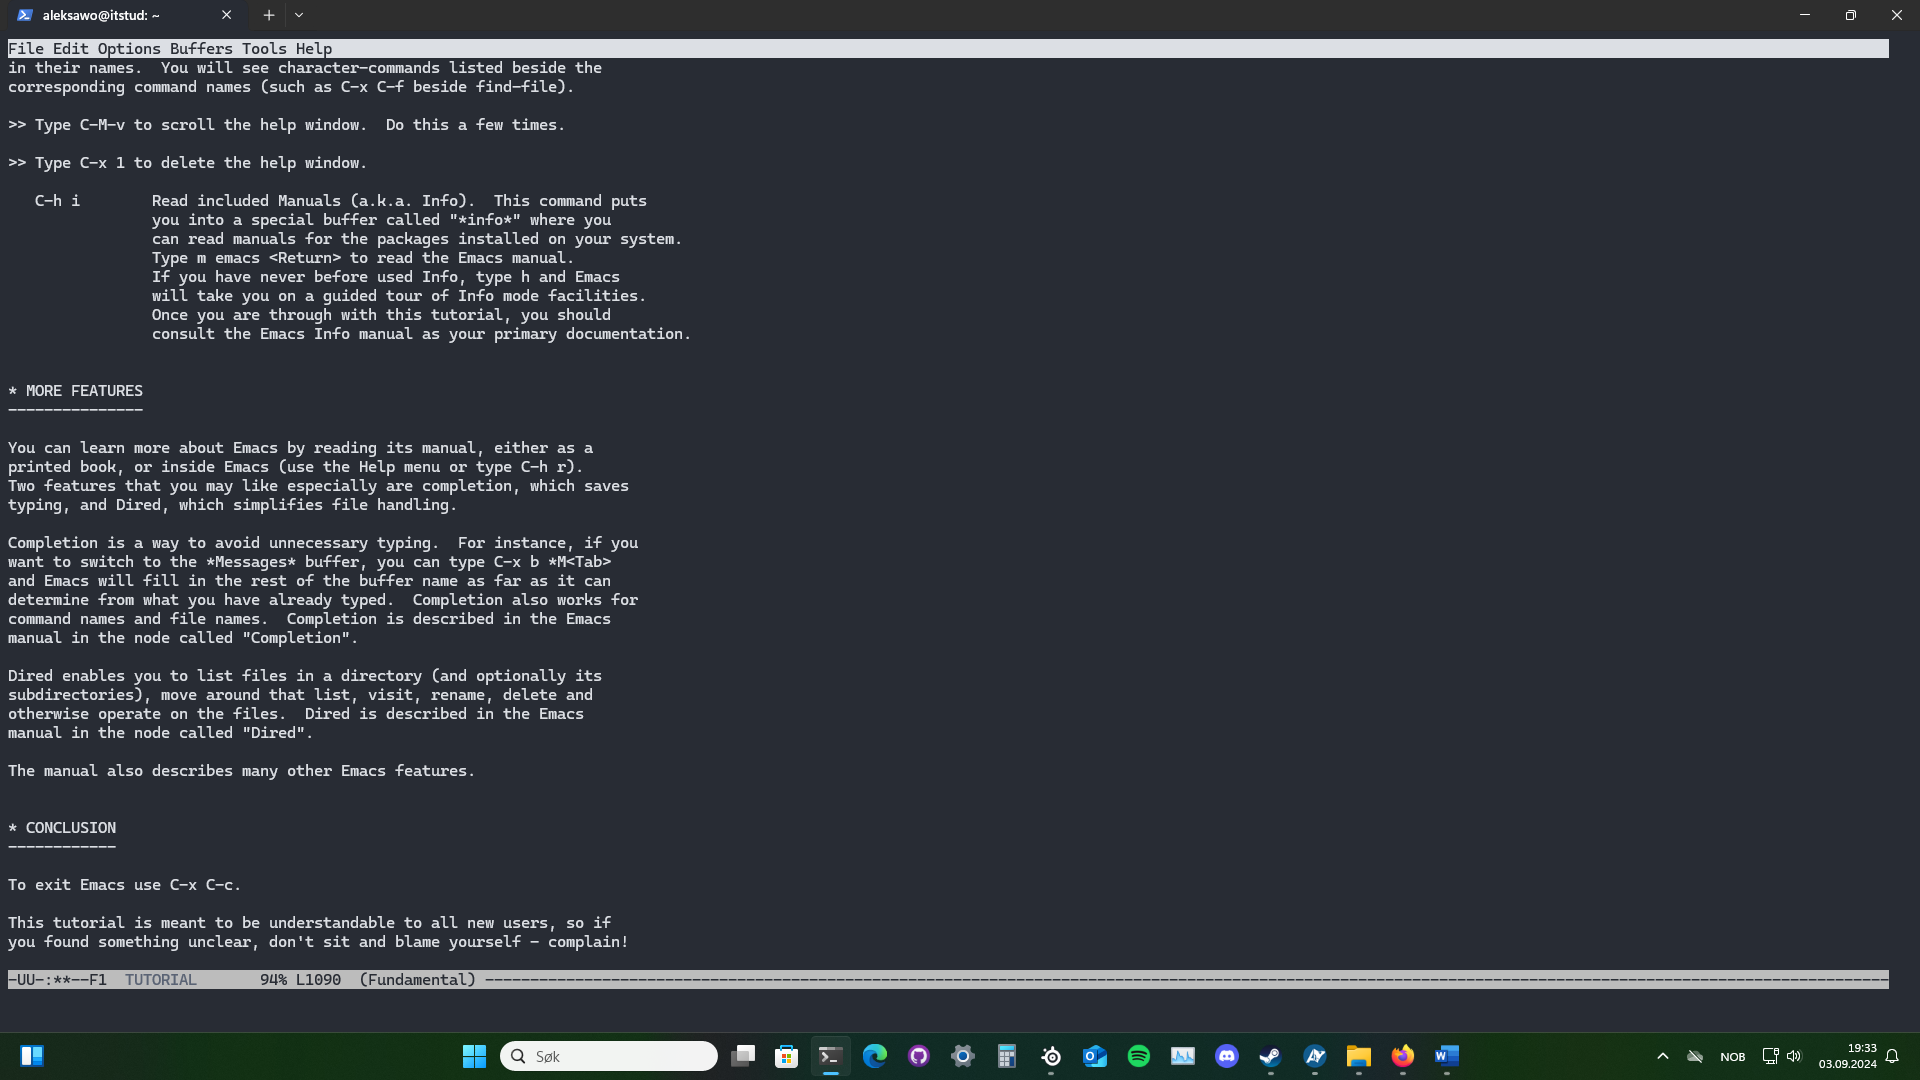 aleksawo@itstud: ~
File Edit Options Buffers Tools Help
in their names.  You will see character-commands listed beside the
corresponding command names (such as C-x C-f beside find-file).
>> Type C-M-v to scroll the help window.  Do this a few times.
>> Type C-x 1 to delete the help window.
C-h i        Read included Manuals (a.k.a. Info).  This command puts
you into a special buffer called "*info*" where you
can read manuals for the packages installed on your system.
Type m emacs <Return> to read the Emacs manual.
If you have never before used Info, type h and Emacs
will take you on a guided tour of Info mode facilities.
Once you are through with this tutorial, you should
consult the Emacs Info manual as your primary documentation.
* MORE FEATURES
---------------
You can learn more about Emacs by reading its manual, either as a
printed book, or inside Emacs (use the Help menu or type C-h r).
Two features that you may like especially are completion, which saves
typing, and Dired, which simplifies file handling.
Completion is a way to avoid unnecessary typing.  For instance, if you
want to switch to the *Messages* buffer, you can type C-x b *M<Tab>
and Emacs will fill in the rest of the buffer name as far as it can
determine from what you have already typed.  Completion also works for
command names and file names.  Completion is described in the Emacs
manual in the node called "Completion".
Dired enables you to list files in a directory (and optionally its
subdirectories), move around that list, visit, rename, delete and
otherwise operate on the files.  Dired is described in the Emacs
manual in the node called "Dired".
The manual also describes many other Emacs features.
* CONCLUSION
------------
To exit Emacs use C-x C-c.
This tutorial is meant to be understandable to all new users, so if
you found something unclear, don't sit and blame yourself - complain!
-UU-:**--F1  TUTORIAL       94% L1090  (Fundamental) ------------------------------------------------------------------------------------------------------------------------------------------------------------
Søk
NOB
19:33
03.09.2024